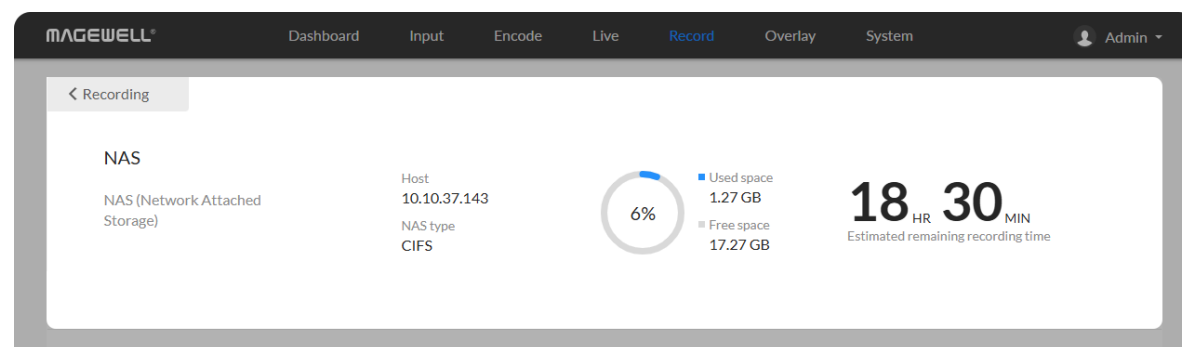 MAGEWELL®
Dashboard Input Encode Live Record Overlay System Admin
Recording
NAS
NAS (Network Attached
Storage)
Host
10.10.37.143
NAS type
CIFS
6%
Used space
1.27 GB
Free space
17.27 GB
18 HR 30 MIN
Estimated remaining recording time